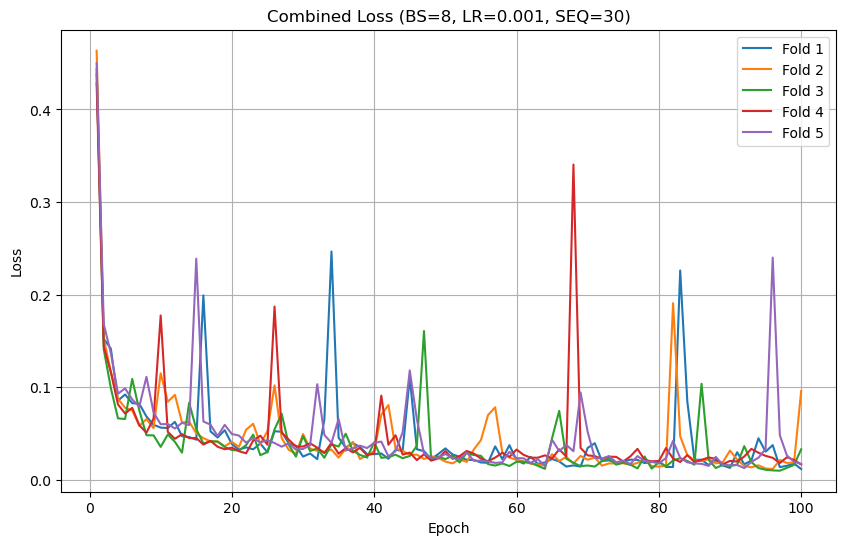 Combined Loss (BS=8, LR=0.001, SEQ=30)
Fold 1
Fold 2
Fold 3
Fold 4
Fold 5
Loss
0.4
0.3
0.2
0.1
0.0
0 20 40 60 80 100
Epoch